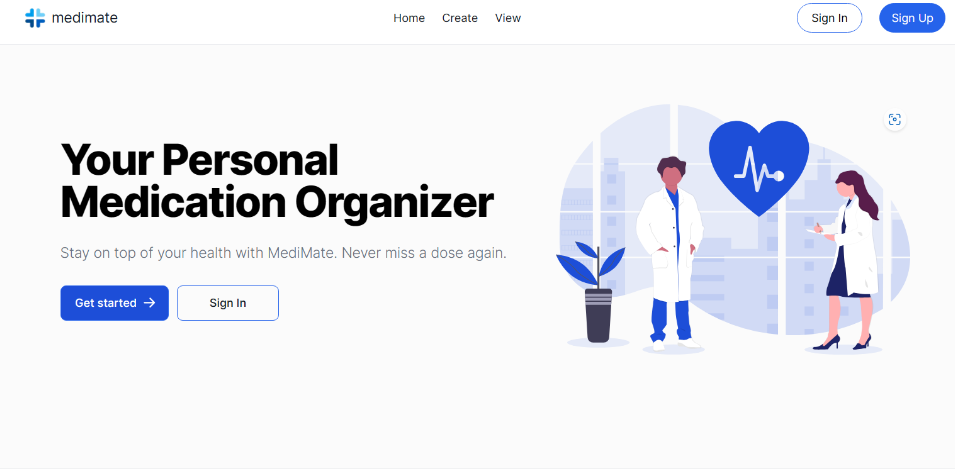 medimate
Home Create View
Sign In Sign Up
Your Personal
Medication Organizer
Stay on top of your health with MediMate. Never miss a dose again.
Get started
Sign In